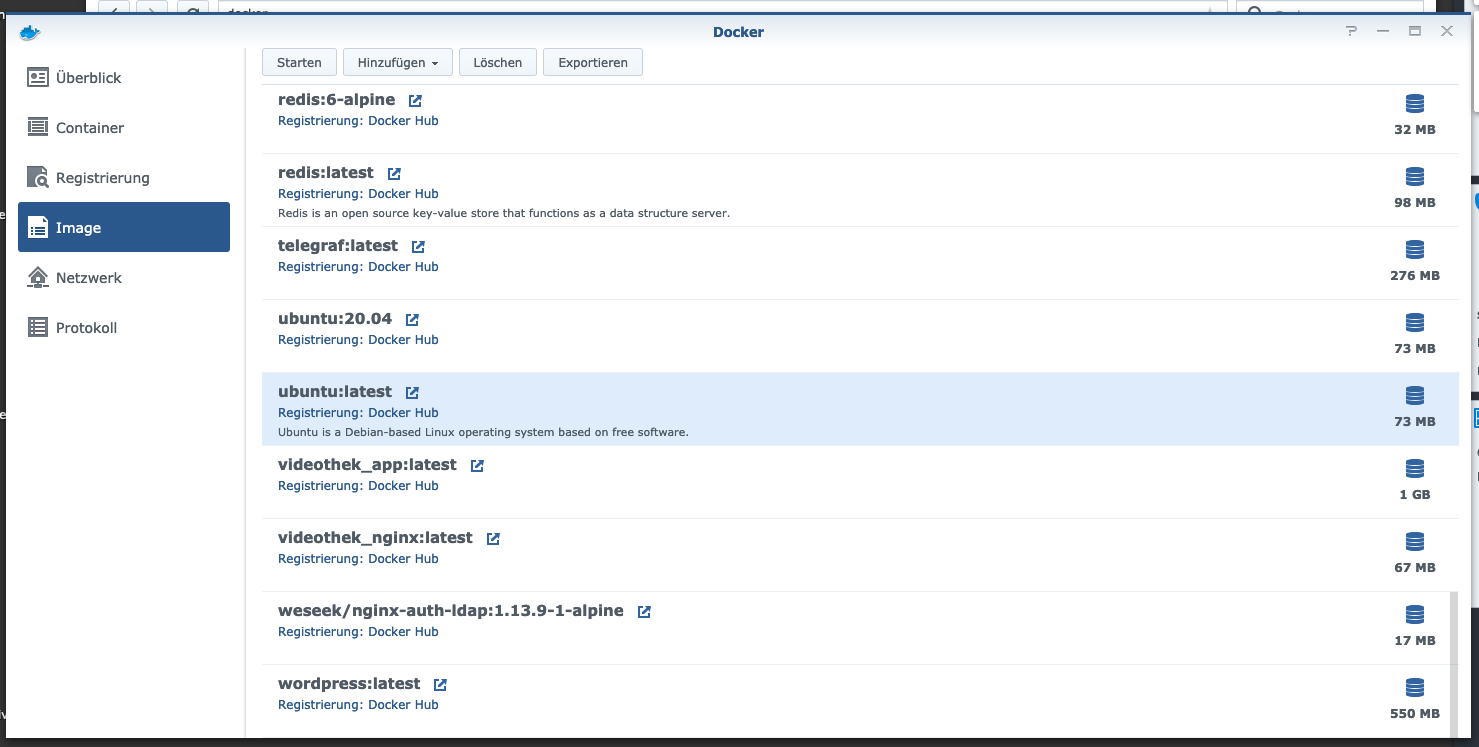 Docker
Überblick
Container
Registrierung
Image
Netzwerk
Protokoll
Starten
Hinzufügen
Löschen
Exportieren
redis:6-alpine
Registrierung: Docker Hub
32 MB
redis:latest
Registrierung: Docker Hub
Redis is an open source key-value store that functions as a data structure server.
98 MB
telegraf:latest
Registrierung: Docker Hub
276 MB
ubuntu:20.04
Registrierung: Docker Hub
73 MB
ubuntu:latest
Registrierung: Docker Hub
Ubuntu is a Debian-based Linux operating system based on free software.
73 MB
videothek_app:latest
Registrierung: Docker Hub
1 GB
videothek_nginx:latest
Registrierung: Docker Hub
67 MB
weseek/nginx-auth-ldap:1.13.9-1-alpine
Registrierung: Docker Hub
17 MB
wordpress:latest
Registrierung: Docker Hub
550 MB